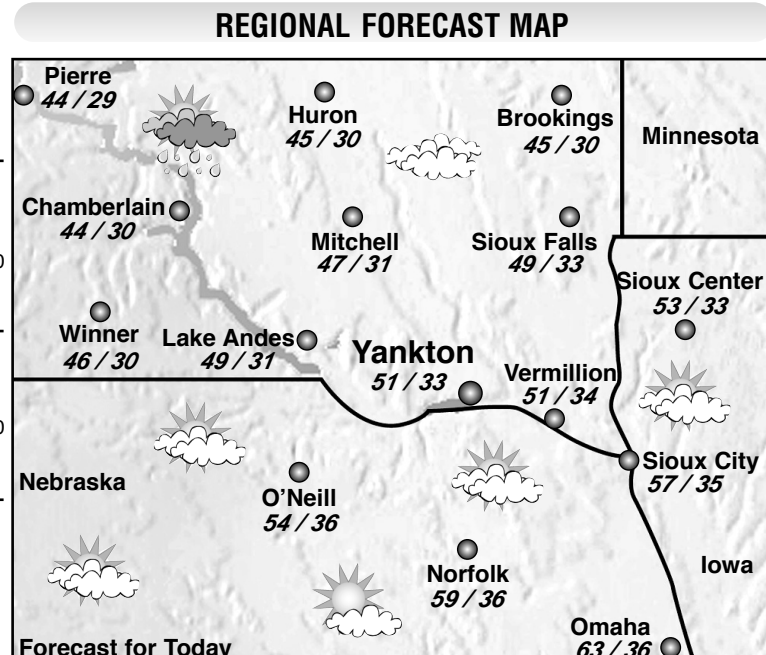 REGIONAL FORECAST MAP
Pierre
44 / 29
Huron
45 / 30
Brookings
45 / 30
Minnesota
Chamberlain
44 / 30
Mitchell
47 / 31
Sioux Falls
49 / 33
Sioux Center
53 / 33
Winner
46 / 30
Lake Andes
49 / 31
Yankton
51 / 33
Vermillion
51 / 34
Sioux City
57 / 35
Nebraska
O'Neill
54 / 36
Norfolk
59 / 36
Iowa
Omaha
63 / 36
Forecast for Today